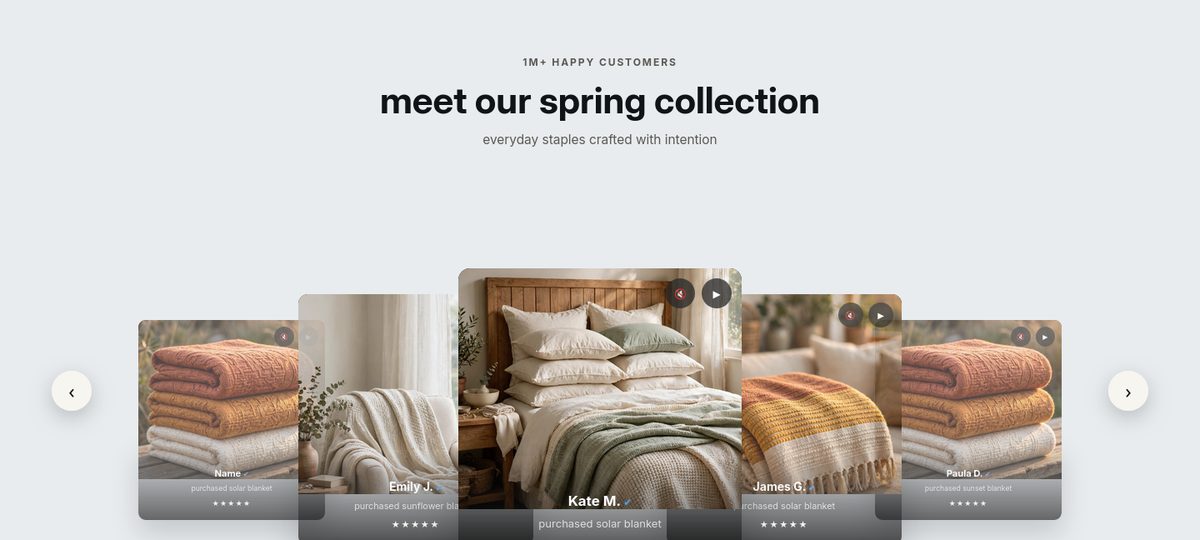 1M+ HAPPY CUSTOMERS
meet our spring collection
everyday staples crafted with intention
Name
purchased solar blanket
★★★★★
Emily J.
purchased sunflower bla
★★★★★
Kate M. ✓
purchased solar blanket
James G.
urchased solar blanket
★★★★★
Paula D.
purchased sunset blanket
★★★★★